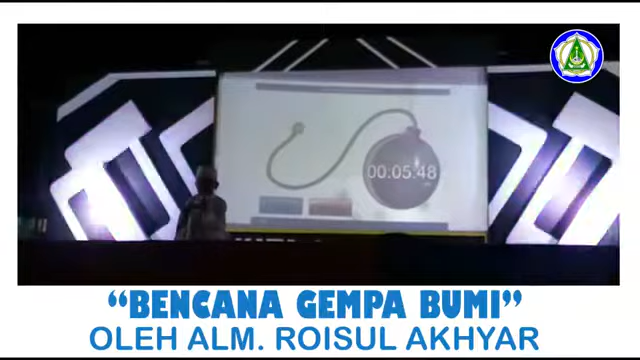 00:05:48
“BENCANA GEMPA BUMI”
OLEH ALM. ROISUL AKHYAR